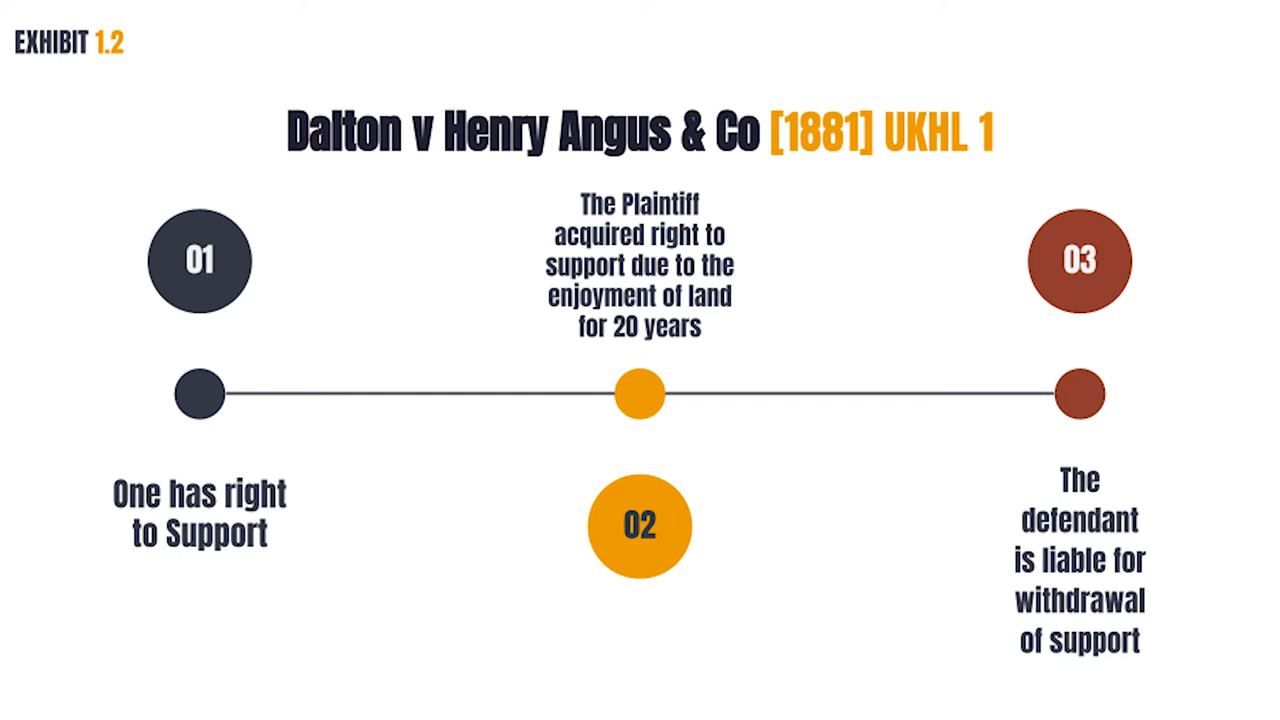 EXHIBIT 1.2
Dalton v Henry Angus & Co [1881] UKHL 1
01
One has right
to Support
The Plaintiff
acquired right to
support due to the
enjoyment of land
for 20 years
02
03
The
defendant
is liable for
withdrawal
of support